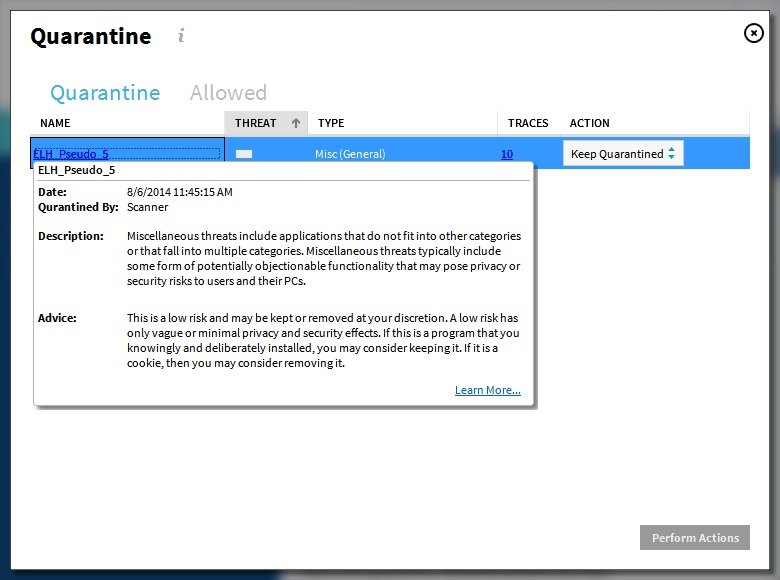 Quarantine i
Quarantine Allowed
NAME THREAT TYPE TRACES ACTION
ELH_Pseudo_5 Misc (General) 10 Keep Quarantined
ELH_Pseudo_5
Date: 8/6/2014 11:45:15 AM
Qurantined By: Scanner
Description: Miscellaneous threats include applications that do not fit into other categories
or that fall into multiple categories. Miscellaneous threats typically include
some form of potentially objectionable functionality that may pose privacy or
security risks to users and their PCs.
Advice: This is a low risk and may be kept or removed at your discretion. A low risk has
only vague or minimal privacy and security effects. If this is a program that you
knowingly and deliberately installed, you may consider keeping it. If it is a
cookie, then you may consider removing it.
Learn More...
Perform Actions